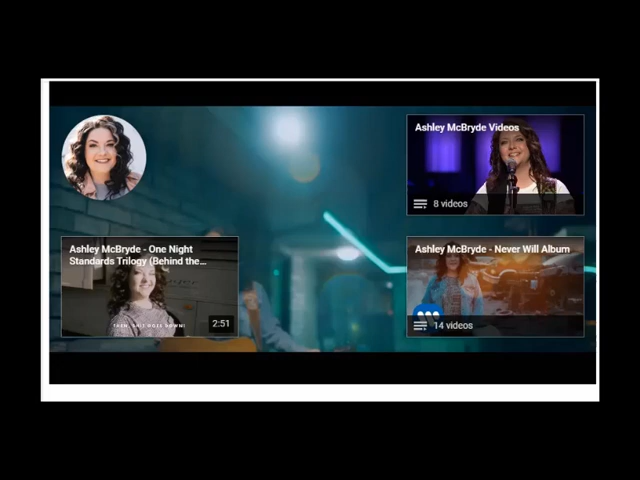 Ashley McBryde Videos
8 videos
Ashley McBryde - One Night
Standards Trilogy (Behind the...
2:51
Ashley McBryde - Never Will Album
14 videos